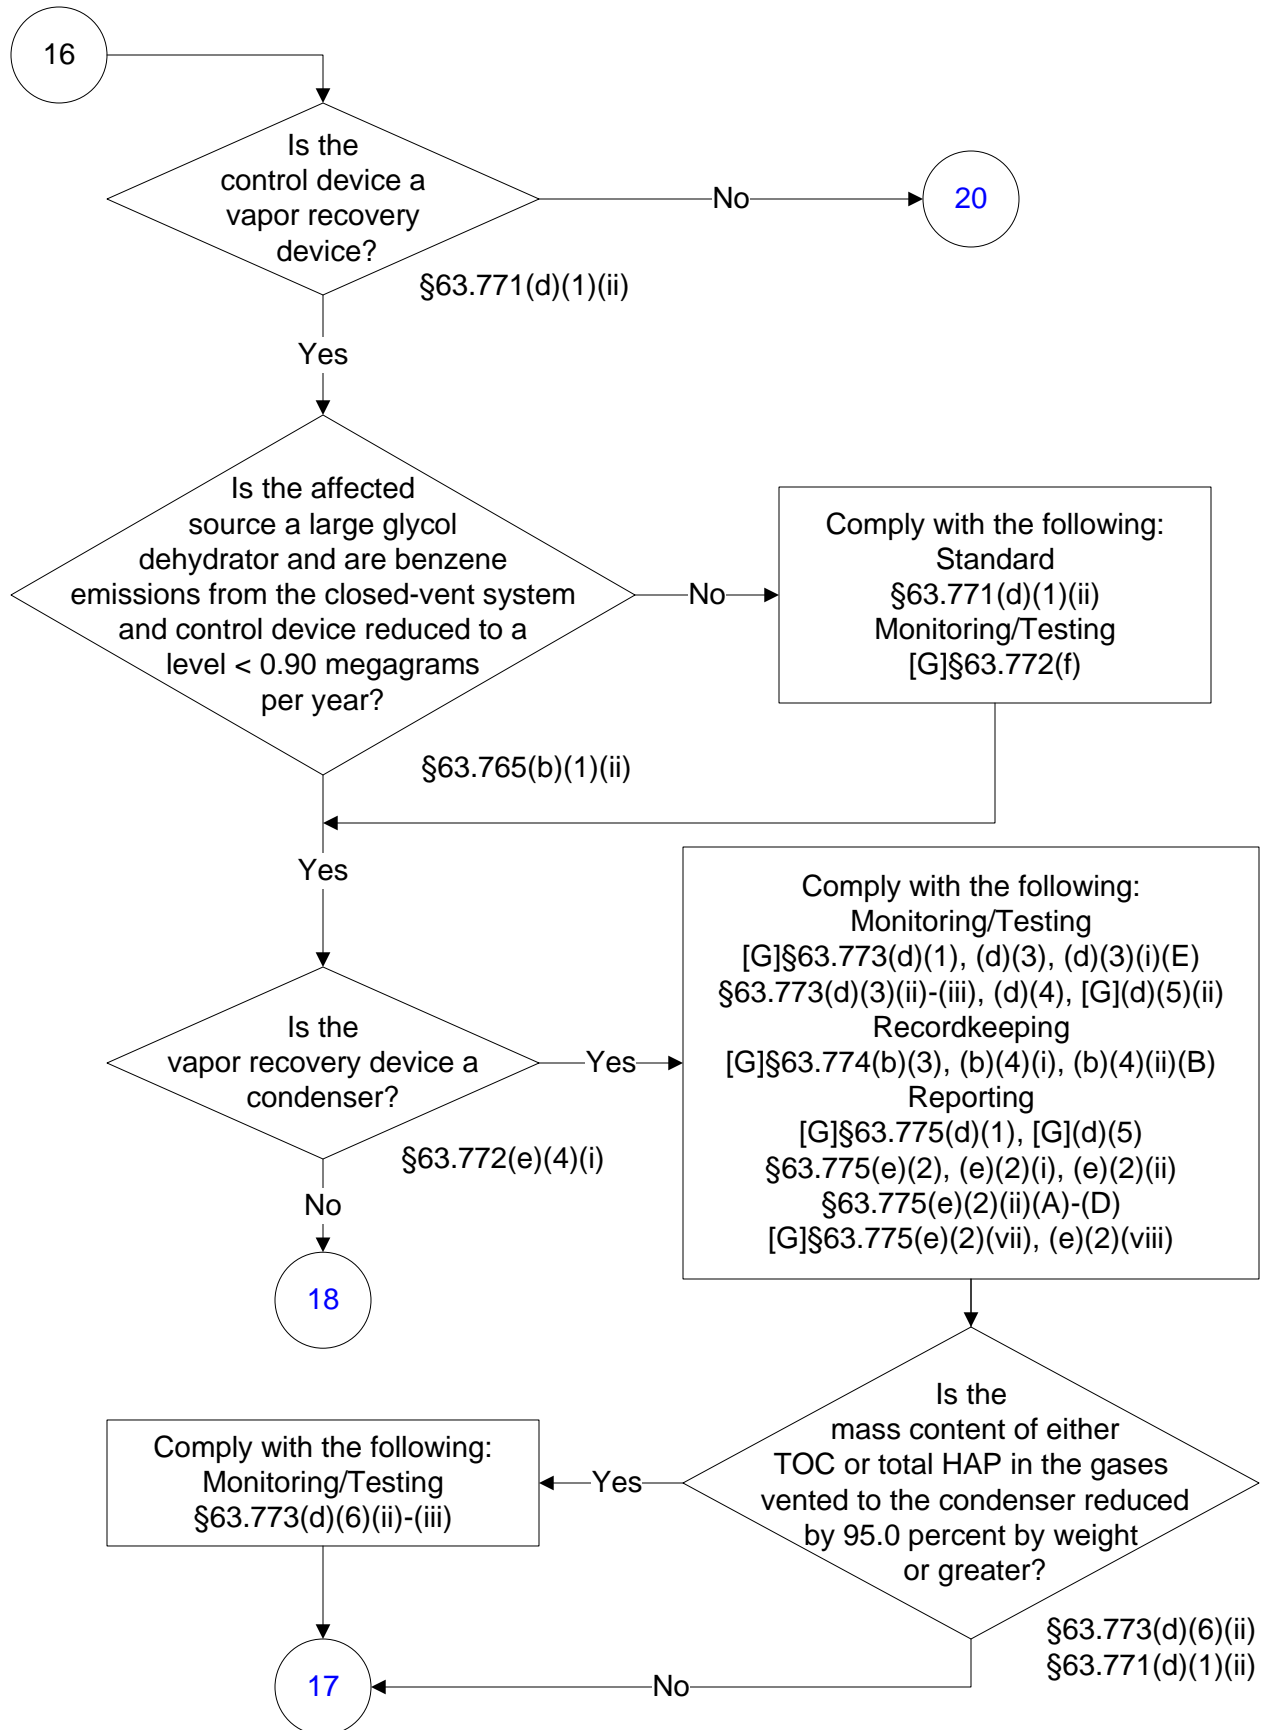 16
Is the
control device a
vapor recovery
device?
No
20
§63.771(d)(1)(ii)
Yes
Is the affected
source a large glycol
dehydrator and are benzene
emissions from the closed-vent system
and control device reduced to a
level < 0.90 megagrams
per year?
No
Comply with the following:
Standard
§63.771(d)(1)(ii)
Monitoring/Testing
[G]§63.772(f)
§63.765(b)(1)(ii)
Yes
Is the
vapor recovery device a
condenser?
Yes
§63.772(e)(4)(i)
No
18
Comply with the following:
Monitoring/Testing
[G]§63.773(d)(1), (d)(3), (d)(3)(i)(E)
§63.773(d)(3)(ii)-(iii), (d)(4), [G](d)(5)(ii)
Recordkeeping
[G]§63.774(b)(3), (b)(4)(i), (b)(4)(ii)(B)
Reporting
[G]§63.775(d)(1), [G](d)(5)
§63.775(e)(2), (e)(2)(i), (e)(2)(ii)
§63.775(e)(2)(ii)(A)-(D)
[G]§63.775(e)(2)(vii), (e)(2)(viii)
Is the
mass content of either
TOC or total HAP in the gases
vented to the condenser reduced
by 95.0 percent by weight
or greater?
§63.773(d)(6)(ii)
§63.771(d)(1)(ii)
Yes
Comply with the following:
Monitoring/Testing
§63.773(d)(6)(ii)-(iii)
No
17